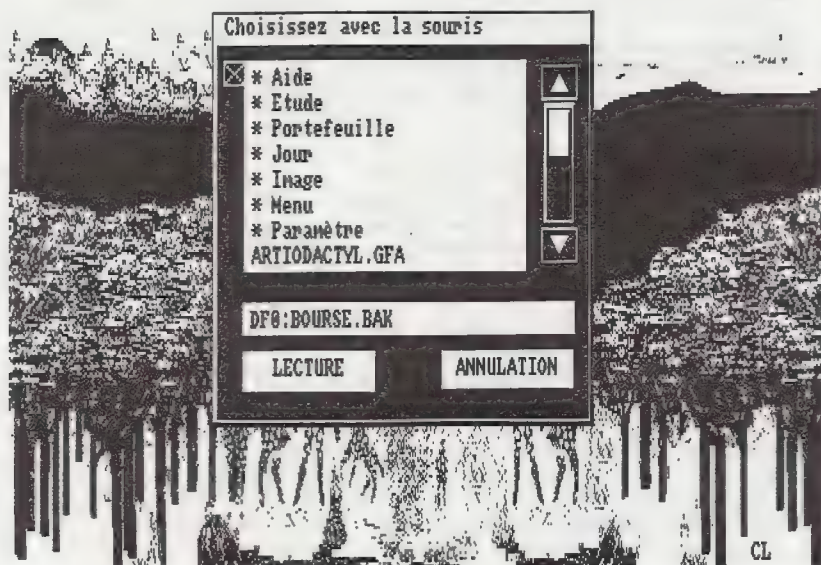 Choisissez avec la souris
* Aide
* Etude
* Portefeuille
* Jour
* Image
* Menu
* Paramètre
ARTIODACTYL.GFA
DF0:BOURSE.BAK
LECTURE
ANNULATION
CL